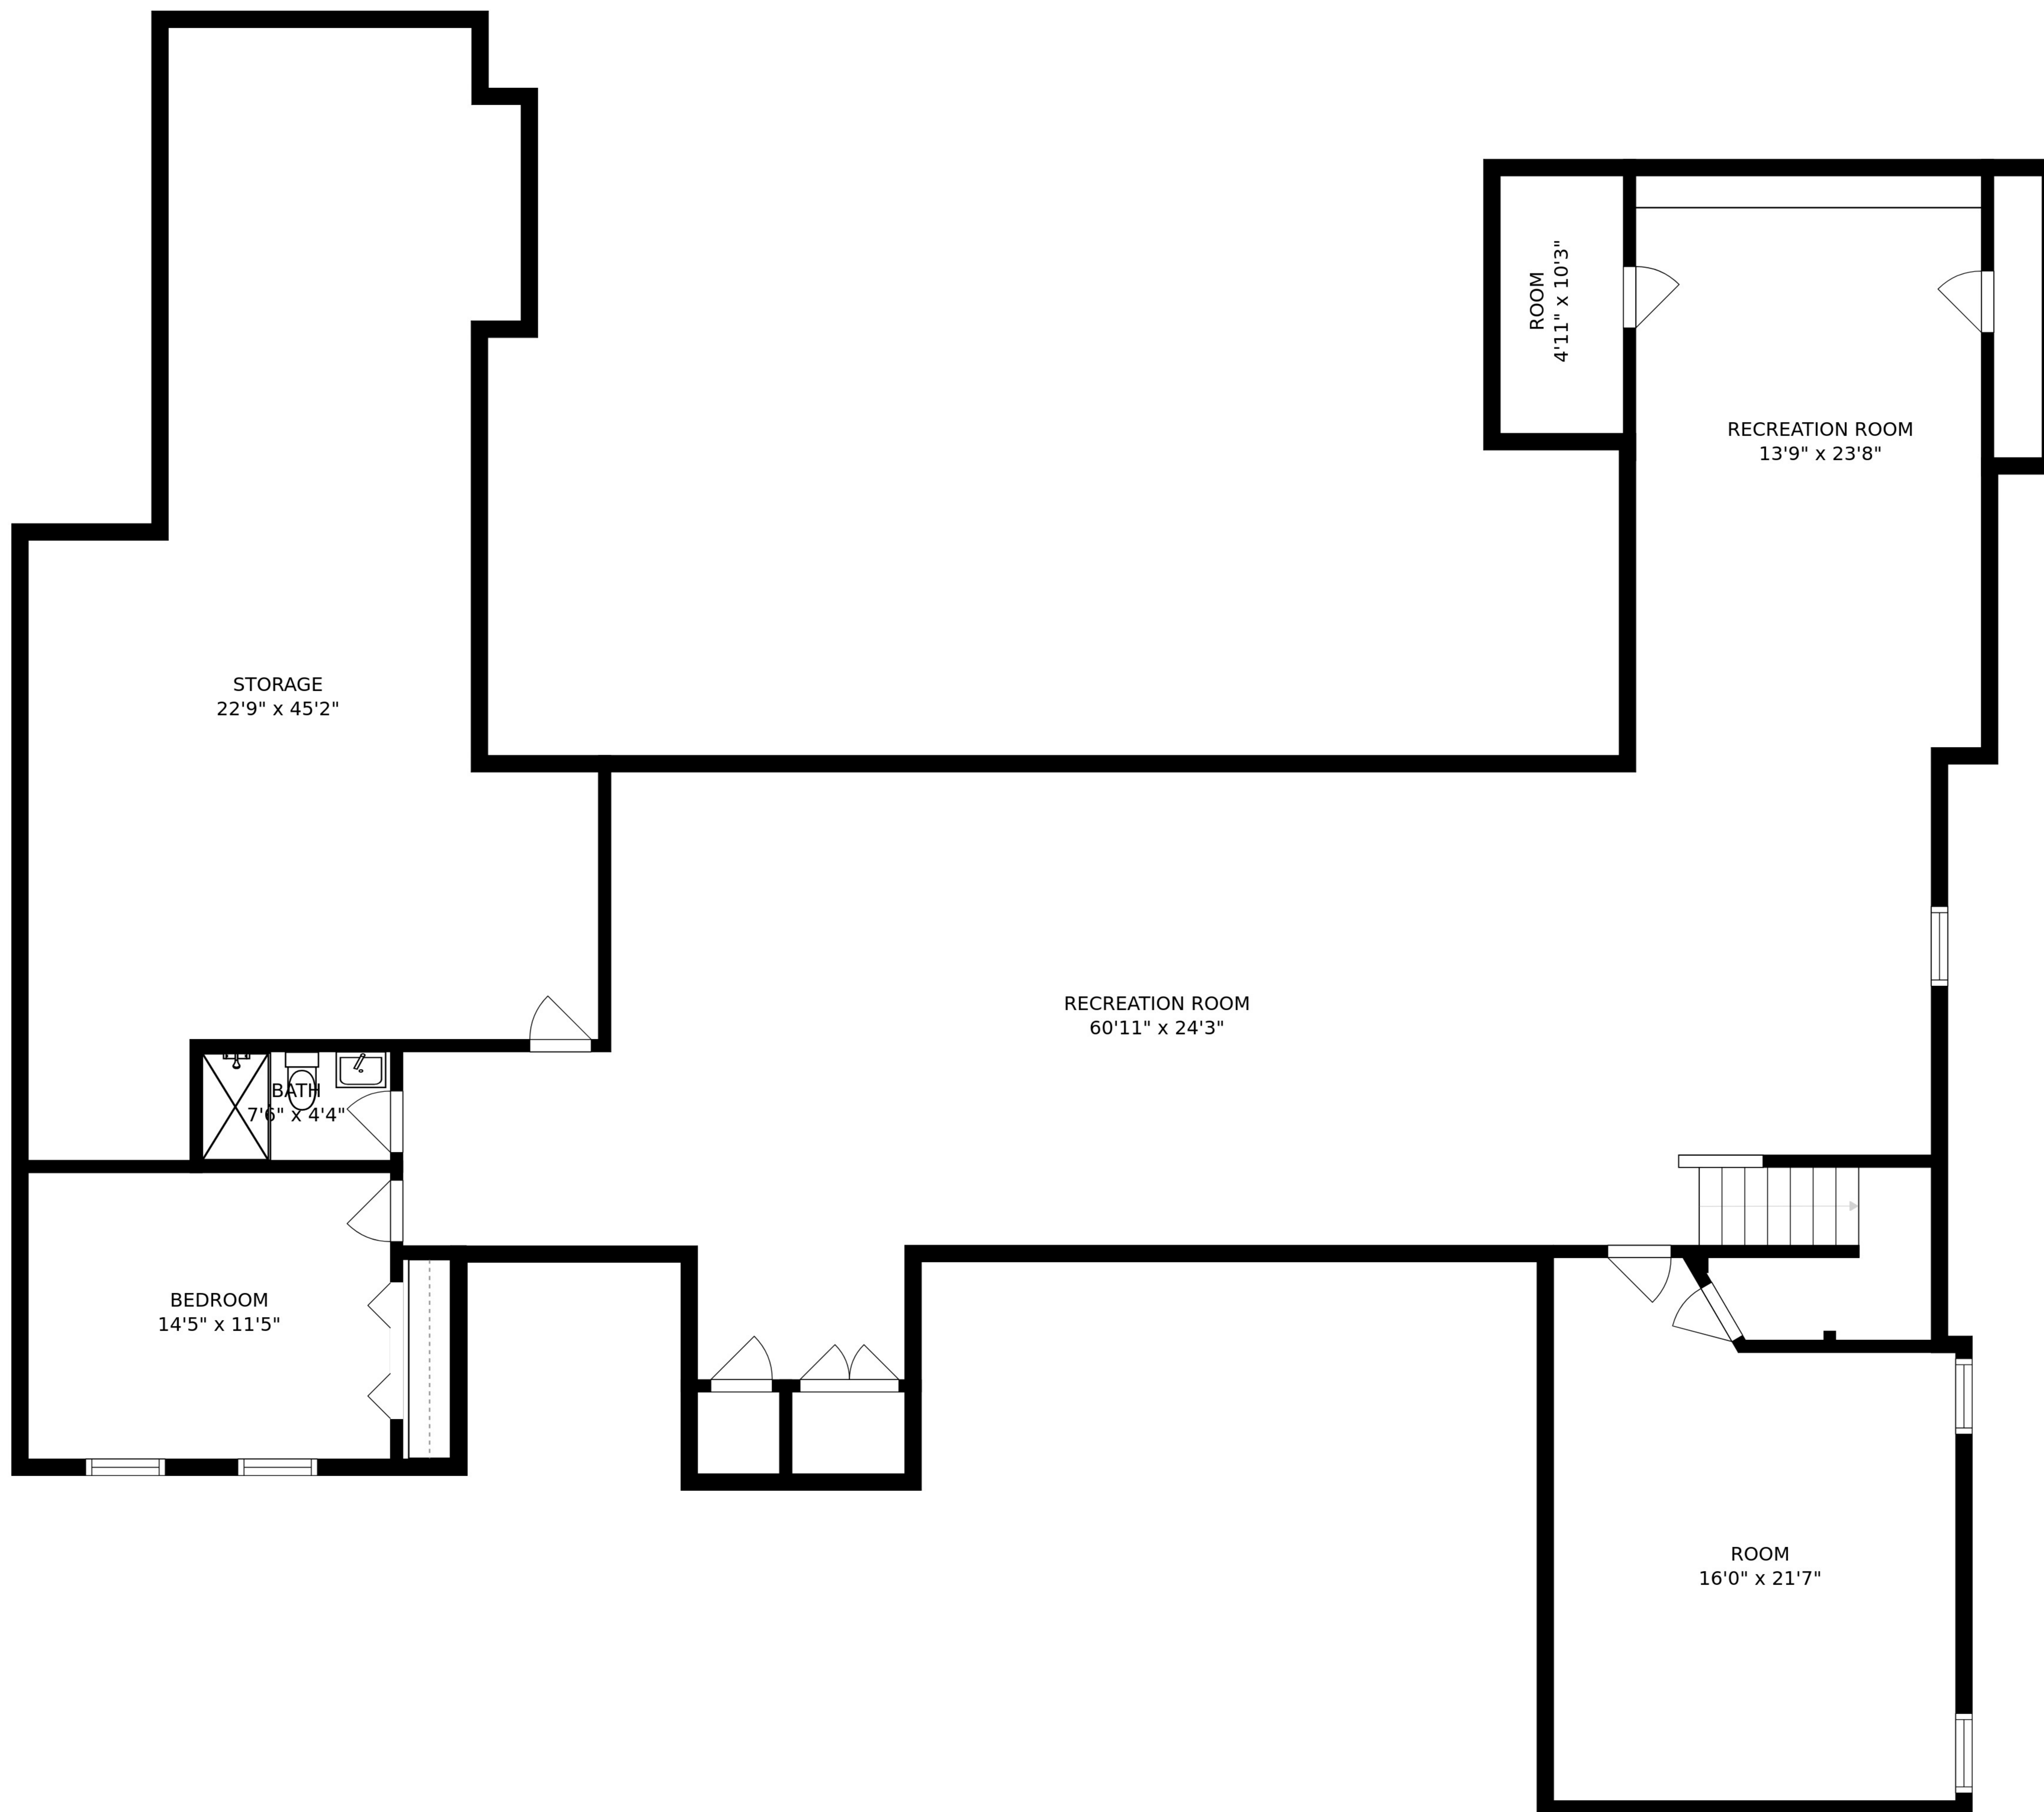 ROOM
4'11" x 10'3"
RECREATION ROOM
13'9" x 23'8"
STORAGE
22'9" x 45'2"
RECREATION ROOM
60'11" x 24'3"
BATH
7'6" x 4'4"
BEDROOM
14'5" x 11'5"
ROOM
16'0" x 21'7"